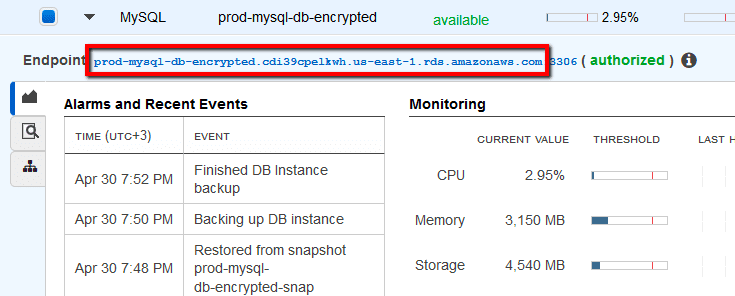 MySQL prod-mysql-db-encrypted available 2.95%
Endpoint: prod-mysql-db-encrypted.cdi39cpelkwh.us-east-1.rds.amazonaws.com:3306 ( authorized )
Alarms and Recent Events
TIME (UTC+3) EVENT
Apr 30 7:52 PM Finished DB Instance
backup
Apr 30 7:50 PM Backing up DB instance
Apr 30 7:48 PM Restored from snapshot
prod-mysql-
db-encrypted-snap
Monitoring
CURRENT VALUE THRESHOLD LAST H
CPU 2.95%
Memory 3,150 MB
Storage 4,540 MB